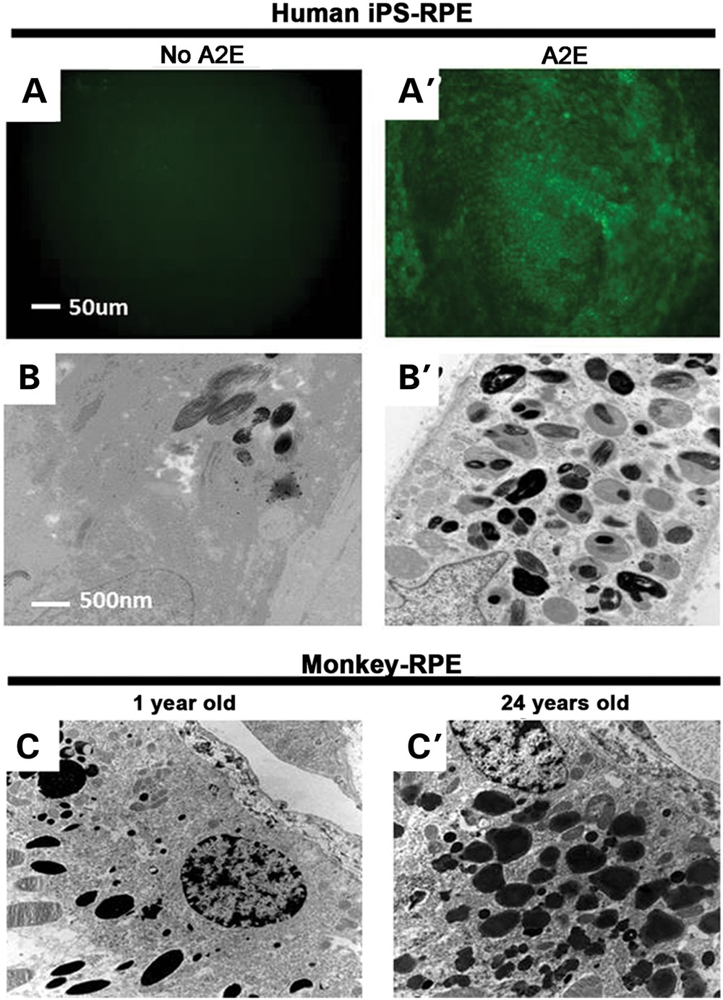 Human iPS-RPE
No A2E
A2E
A
A′
50um
B
B′
500nm
Monkey-RPE
1 year old
24 years old
C
C′